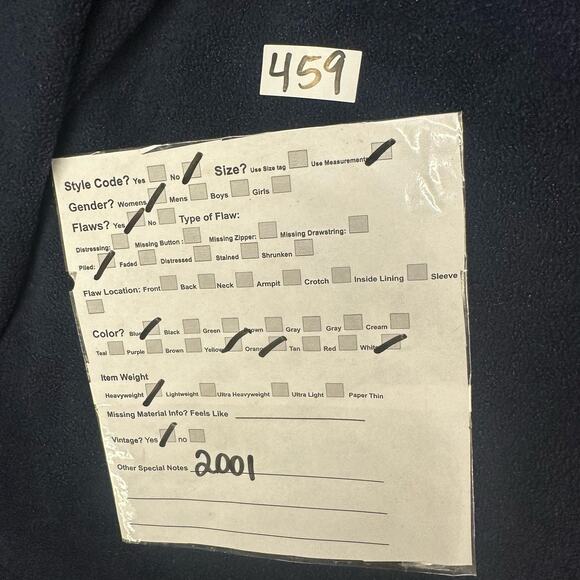 459
Style Code? Yes No Size? Use Size tag Use Measurement
Gender? Womens Mens Boys Girls
Flaws? Yes No Type of Flaw:
Distressing: Missing Button : Missing Zipper: Missing Drawstring:
Piled: Faded Distressed Stained Shrunken
Flaw Location: Front Back Neck Armpit Crotch Inside Lining Sleeve
Color? Blue Black Green Brown Gray Gray Cream
Teal Purple Brown Yellow Orange Tan Red White
Item Weight
Heavyweight Lightweight Ultra Heavyweight Ultra Light Paper Thin
Missing Material Info? Feels Like
Vintage? Yes no
Other Special Notes 2001